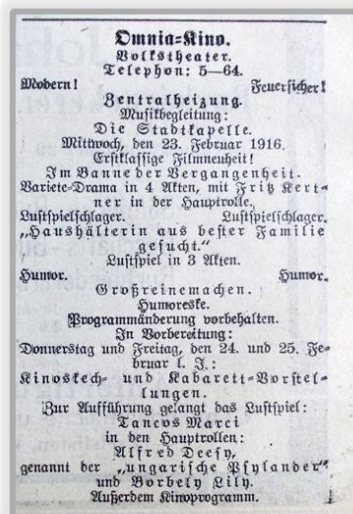 Omnia=Kino.
Volkstheater.
Telephon: 5—64.
Modern! Feuersicher!
Zentralheizung.
Musikbegleitung:
Die Stadtkapelle.
Mittwoch, den 23. Februar 1916.
Erstklassige Filmneuheit!
Im Banne der Vergangenheit.
Variete=Drama in 4 Akten, mit Fritz Kert=
ner in der Hauptrolle.
Lustspielschlager. Lustspielschlager.
„Haushälterin aus bester Familie
gesucht."
Lustspiel in 3 Akten.
Humor. Humor.
Großreinemachen.
Humoreske.
Programmänderung vorbehalten.
In Vorbereitung:
Donnerstag und Freitag, den 24. und 25. Fe=
bruar l. J.:
Kinosketch= und Kabarett=Vorstel=
lungen.
Zur Aufführung gelangt das Lustspiel:
Tancos Marci
in den Hauptrollen:
Alfred Deesy,
genannt der „ungarische Psylander"
und Borbely Lily.
Außerdem Kinoprogramm.